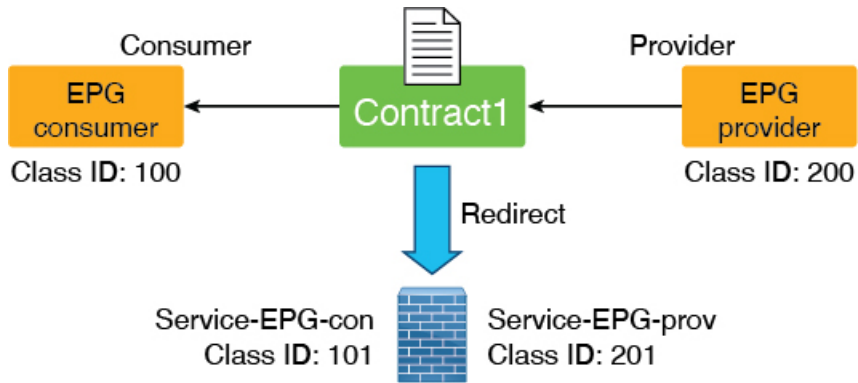 Consumer
Provider
EPG
consumer
Contract1
EPG
provider
Class ID: 100
Class ID: 200
Redirect
Service-EPG-con
Class ID: 101
Service-EPG-prov
Class ID: 201